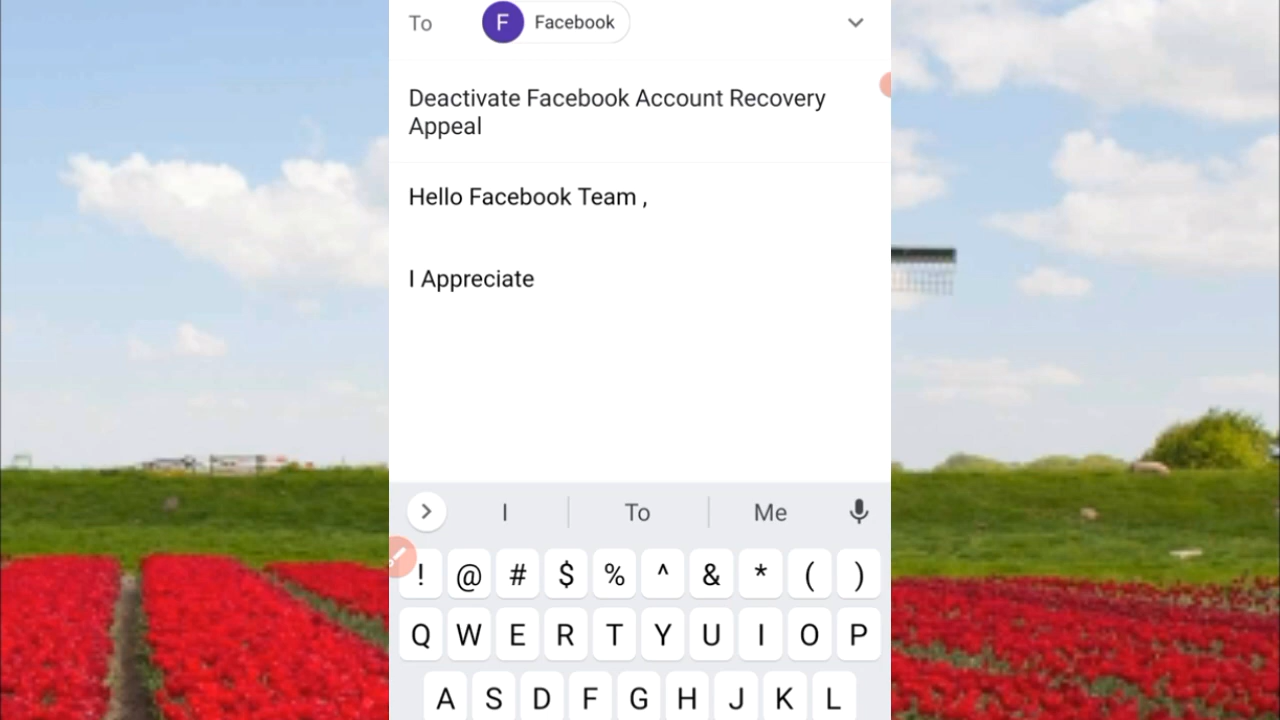 To F Facebook
Deactivate Facebook Account Recovery
Appeal
Hello Facebook Team ,
I Appreciate
I To Me
! @ # $ % ^ & * ( )
Q W E R T Y U I O P
A S D F G H J K L